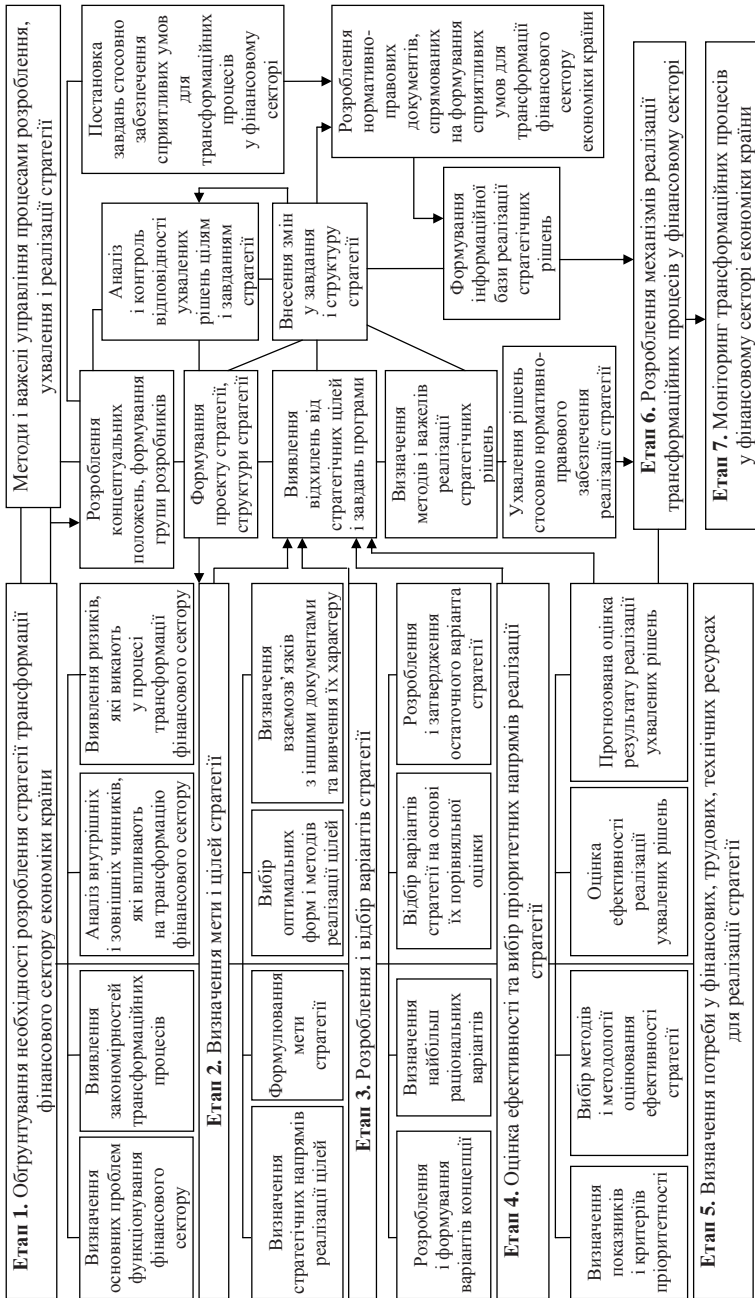 Етап 1. Обґрунтування необхідності розроблення стратегії трансформації
фінансового сектору економіки країни
Визначення
основних проблем
функціонування
фінансового
сектору
Виявлення
закономірностей
трансформаційних
процесів
Аналіз внутрішніх
і зовнішніх чинників,
які впливають
на трансформацію
фінансового сектору
Виявлення ризиків,
які викають
у процесі
трансформації
фінансового сектору
Етап 2. Визначення мети і цілей стратегії
Визначення
стратегічних напрямів
реалізації цілей
Формулювання
мети
стратегії
Вибір
оптимальних
форм і методів
реалізації цілей
Визначення
взаємозв’язків
з іншими документами
та вивчення їх характеру
Етап 3. Розроблення і відбір варіантів стратегії
Розроблення
і формування
варіантів концепції
Визначення
найбільш
раціональних
варіантів
Відбір варіантів
стратегії на основі
їх порівняльної
оцінки
Розроблення
і затвердження
остаточного варіанта
стратегії
Етап 4. Оцінка ефективності та вибір пріоритетних напрямів реалізації
стратегії
Визначення
показників
і критеріїв
пріоритетності
Вибір методів
і методології
оцінювання
ефективності
стратегії
Оцінка
ефективності
реалізації
ухвалених рішень
Прогнозована оцінка
результату реалізації
ухвалених рішень
Етап 5. Визначення потреби у фінансових, трудових, технічних ресурсах
для реалізації стратегії
Методи і важелі управління процесами розроблення,
ухвалення і реалізації стратегії
Розроблення
концептуальних
положень, формування
групи розробників
Формування
проекту стратегії,
структури стратегії
Виявлення
відхилень від
стратегічних цілей
і завдань програми
Визначення
методів і важелів
реалізації
стратегічних
рішень
Ухвалення рішень
стосовно нормативно-
правового
забезпечення
реалізації стратегії
Аналіз
і контроль
відповідності
ухвалених
рішень цілям
і завданням
стратегії
Внесення змін
у завдання
і структуру
стратегії
Формування
інформаційної
бази реалізації
стратегічних
рішень
Постановка
завдань стосовно
забезпечення
сприятливих умов
для
трансформаційних
процесів
у фінансовому
секторі
Розроблення
нормативно-
правових
документів,
спрямованих
на формування
сприятливих
умов для
трансформації
фінансового
сектору
економіки країни
Етап 6. Розроблення механізмів реалізації
трансформаційних процесів у фінансовому секторі
Етап 7. Моніторинг трансформаційних процесів
у фінансовому секторі економіки країни